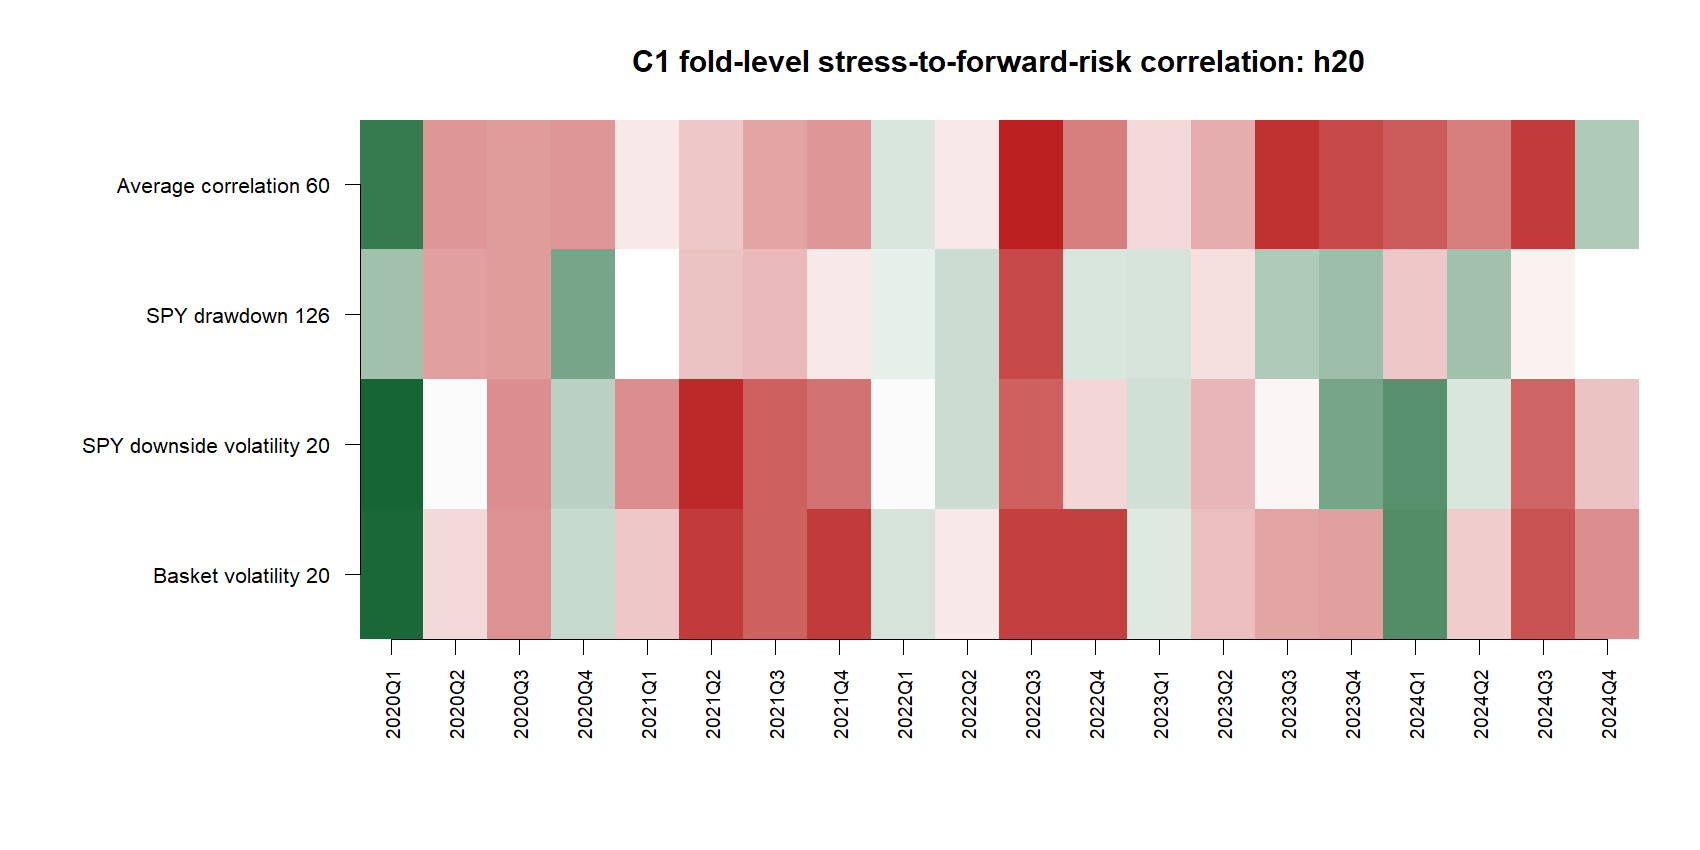 C1 fold-level stress-to-forward-risk correlation: h20
Average correlation 60
SPY drawdown 126
SPY downside volatility 20
Basket volatility 20
2020Q1
2020Q2
2020Q3
2020Q4
2021Q1
2021Q2
2021Q3
2021Q4
2022Q1
2022Q2
2022Q3
2022Q4
2023Q1
2023Q2
2023Q3
2023Q4
2024Q1
2024Q2
2024Q3
2024Q4